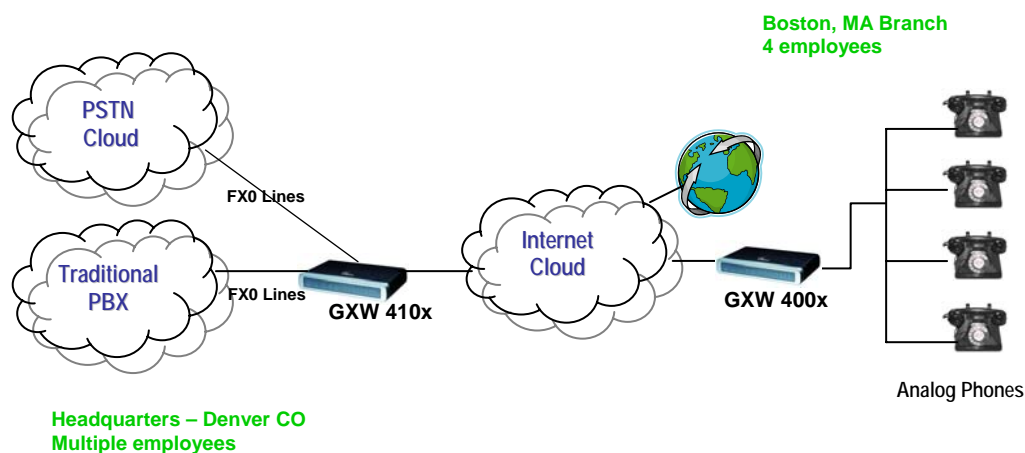 Boston, MA Branch
4 employees
PSTN
Cloud
FX0 Lines
Traditional
PBX
FX0 Lines
GXW 410x
Internet
Cloud
GXW 400x
Analog Phones
Headquarters – Denver CO
Multiple employees